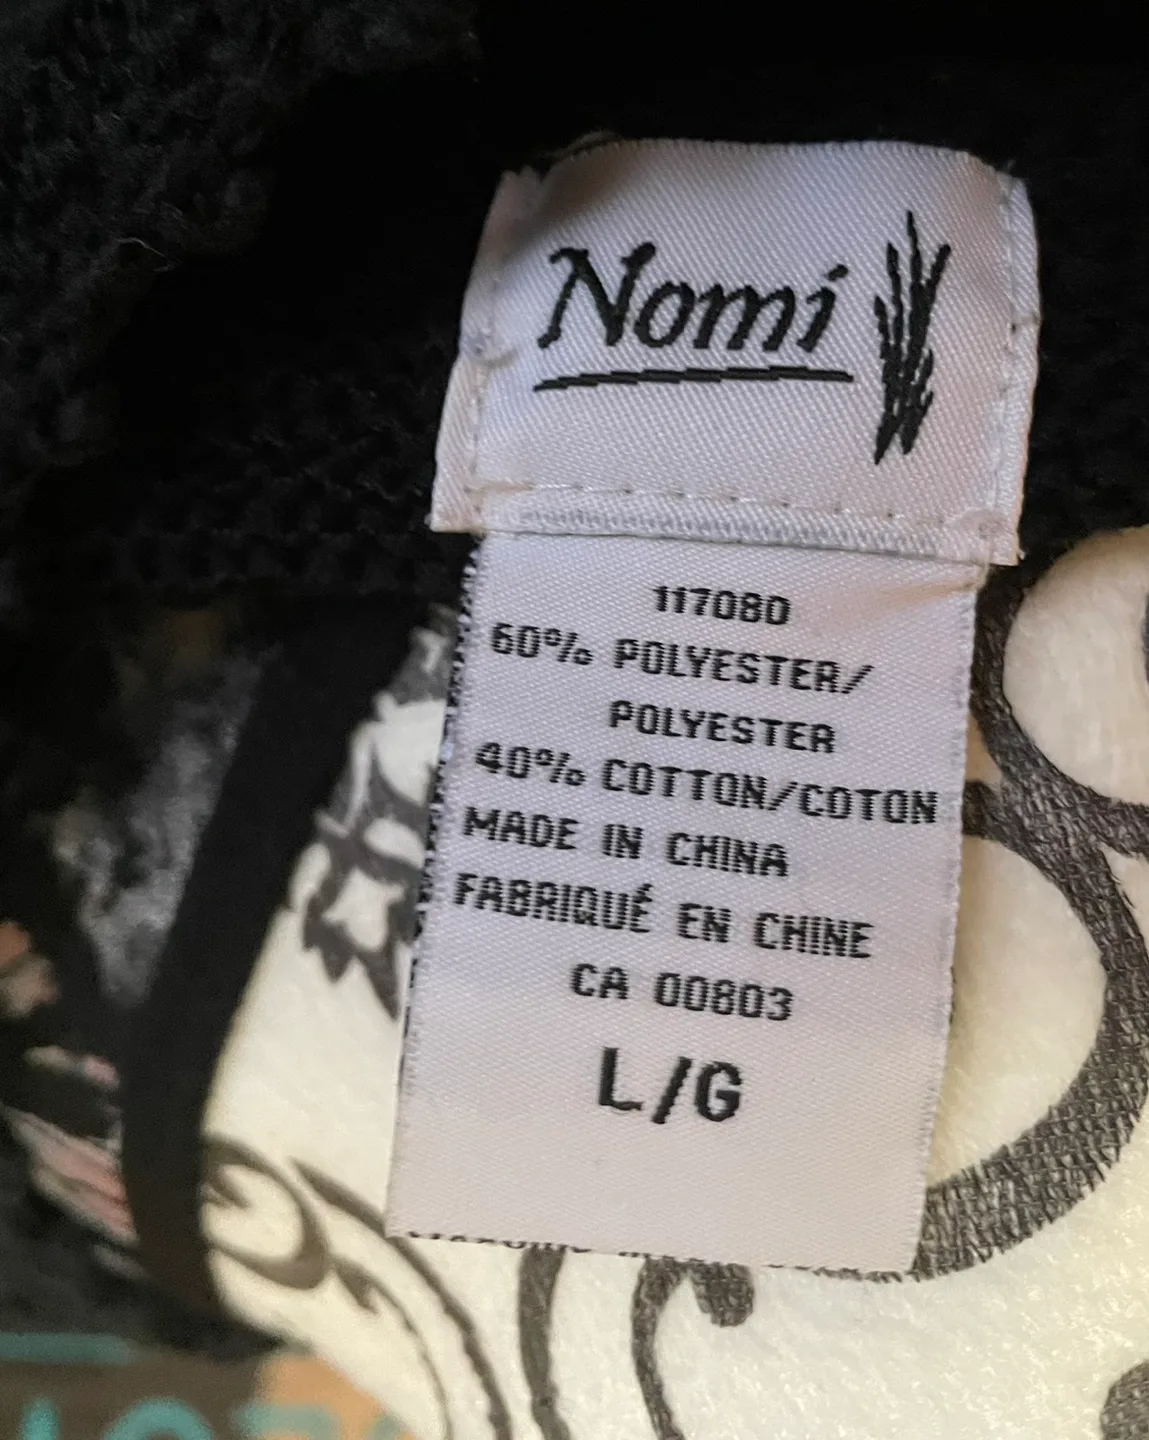 Nomi
117080
60% POLYESTER/
POLYESTER
40% COTTON/COTON
MADE IN CHINA
FABRIQUÉ EN CHINE
CA 00803
L/G